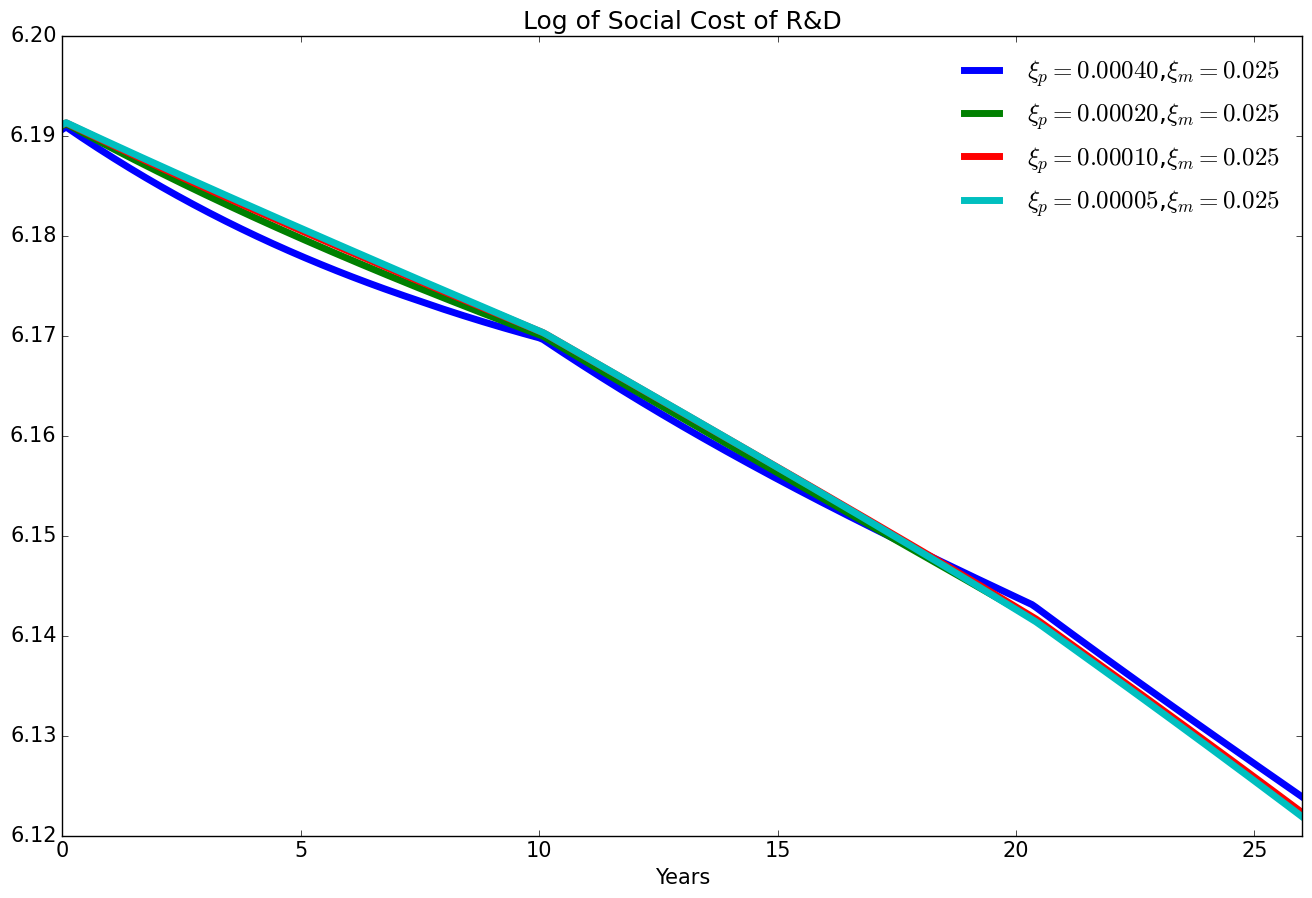 Log of Social Cost of R&D
6.20
6.19
6.18
6.17
6.16
6.15
6.14
6.13
6.12
ξₚ = 0.00040,ξₘ = 0.025
ξₚ = 0.00020,ξₘ = 0.025
ξₚ = 0.00010,ξₘ = 0.025
ξₚ = 0.00005,ξₘ = 0.025
0 5 10 15 20 25
Years